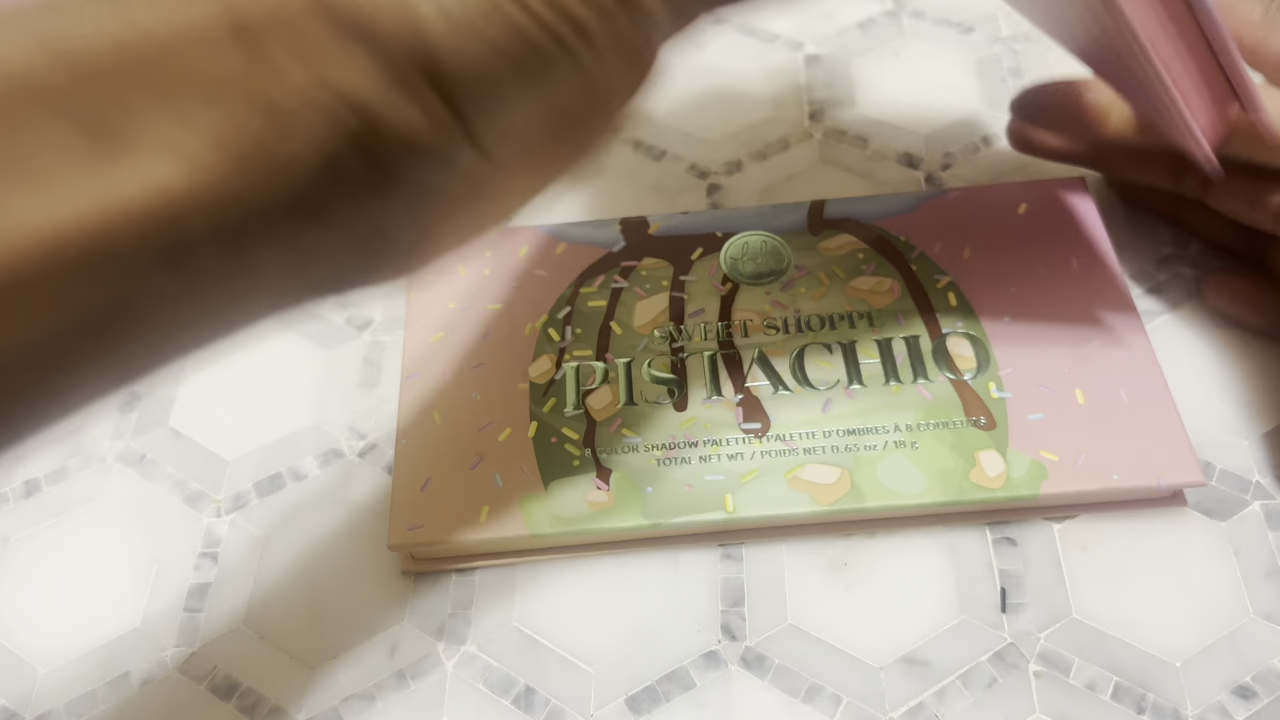 SWEET SHOPPE
PISTACHIO
8 COLOR SHADOW PALETTE | PALETTE D'OMBRES À 8 COULEURS
TOTAL NET WT / POIDS NET 0.65 oz / 18 g